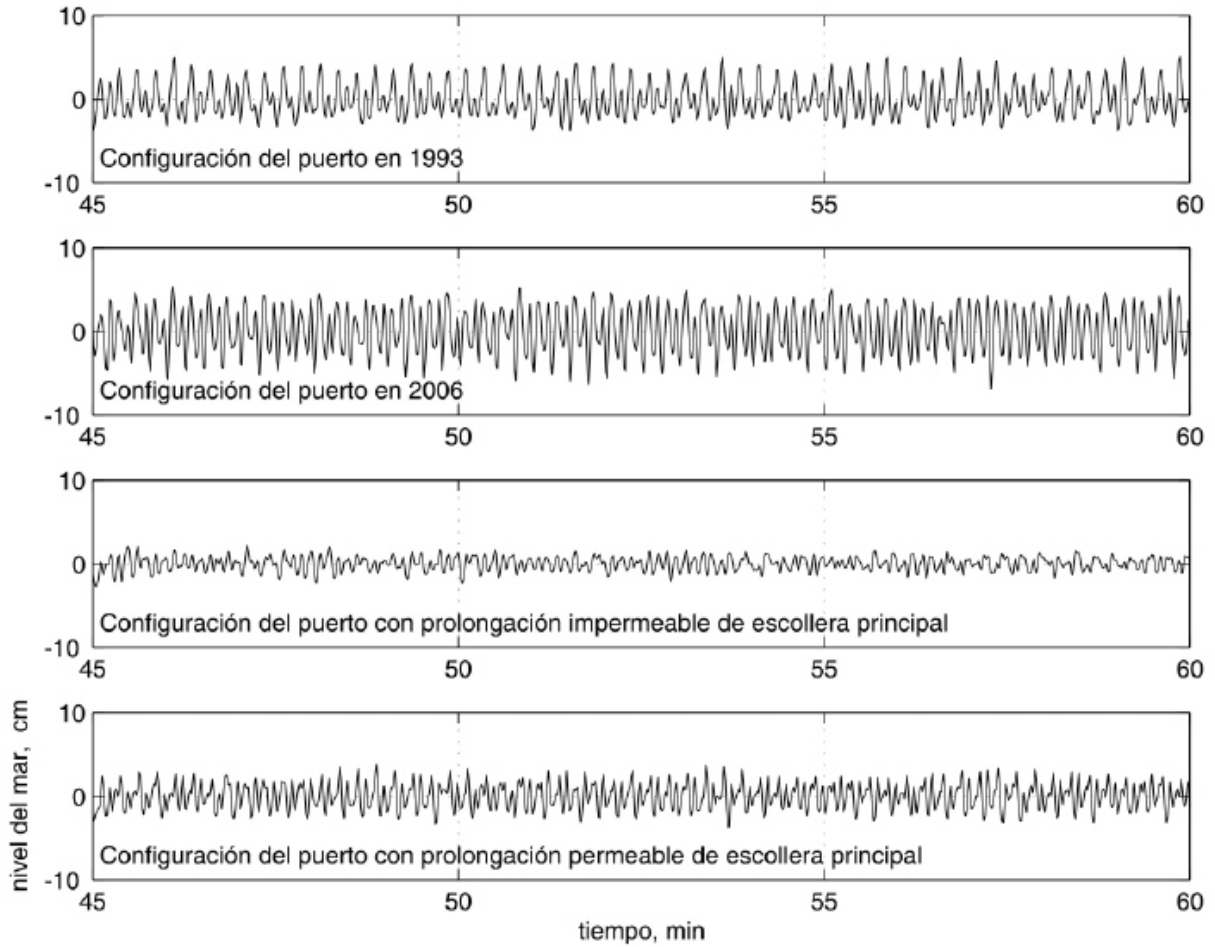 10
0
Configuración del puerto en 1993
-10
45 50 55 60
10
0
Configuración del puerto en 2006
-10
45 50 55 60
10
0
Configuración del puerto con prolongación impermeable de escollera principal
-10
45 50 55 60
nivel del mar, cm
10
0
Configuración del puerto con prolongación permeable de escollera principal
-10
45 50 55 60
tiempo, min